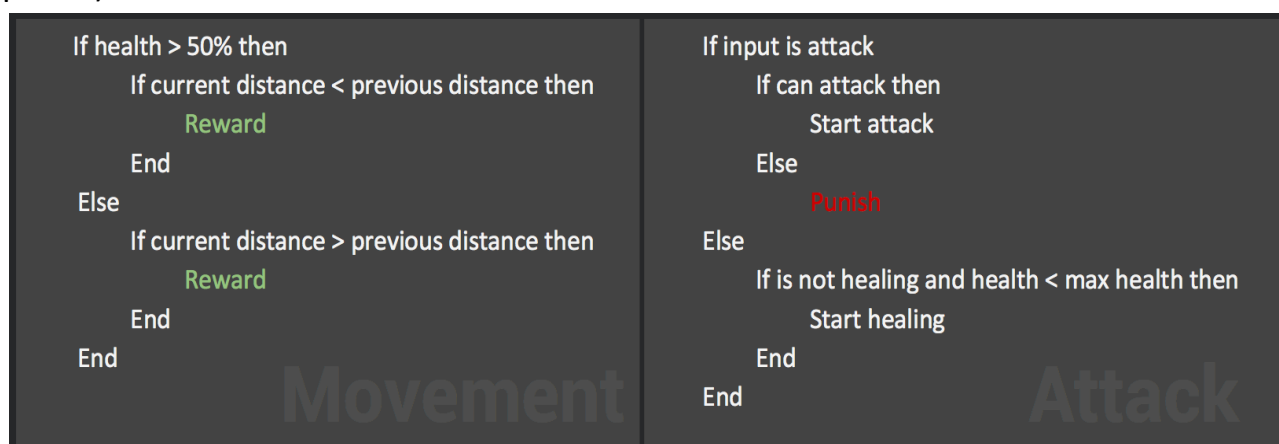 If health > 50% then
If current distance < previous distance then
Reward
End
Else
If current distance > previous distance then
Reward
End
End
Movement
If input is attack
If can attack then
Start attack
Else
Punish
Else
If is not healing and health < max health then
Start healing
End
End
Attack